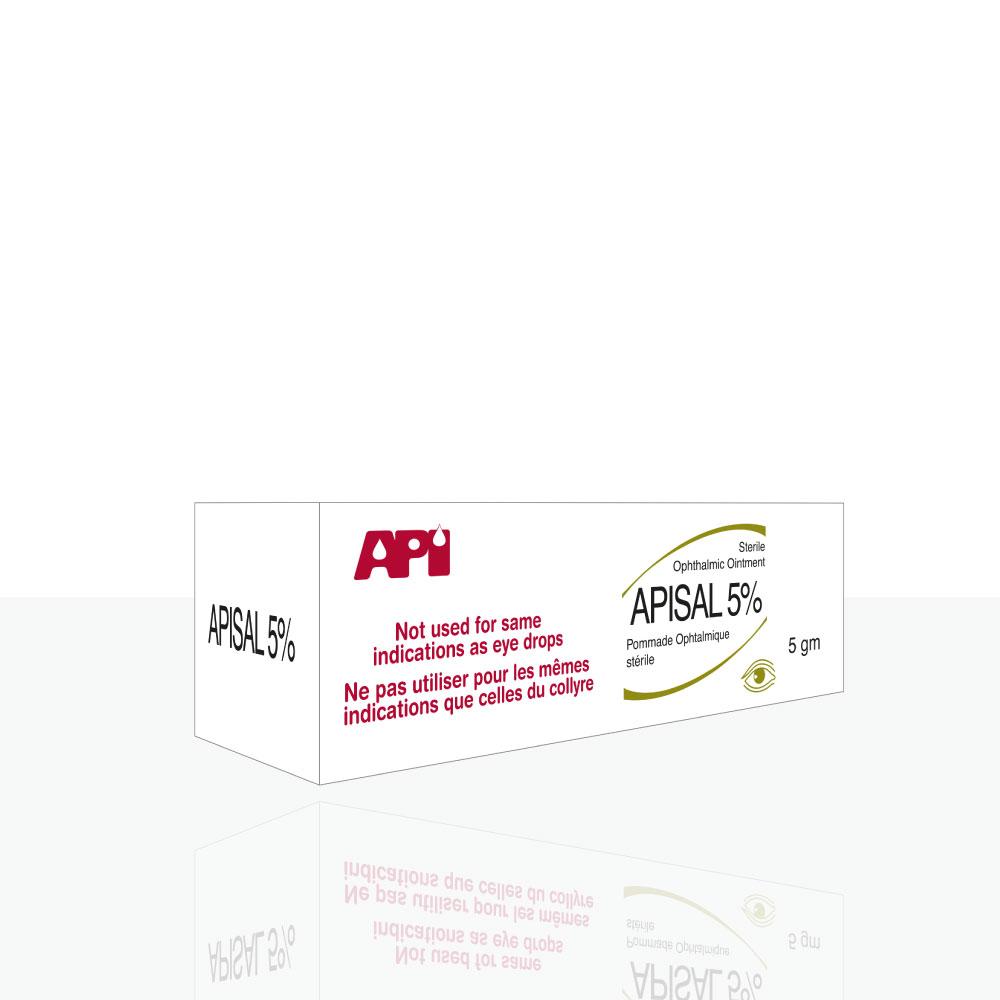 APISAL 5%
API
Not used for same
indications as eye drops
Ne pas utiliser pour les mêmes
indications que celles du collyre
Sterile
Ophthalmic Ointment
APISAL 5%
Pommade Ophtalmique
stérile
5 gm